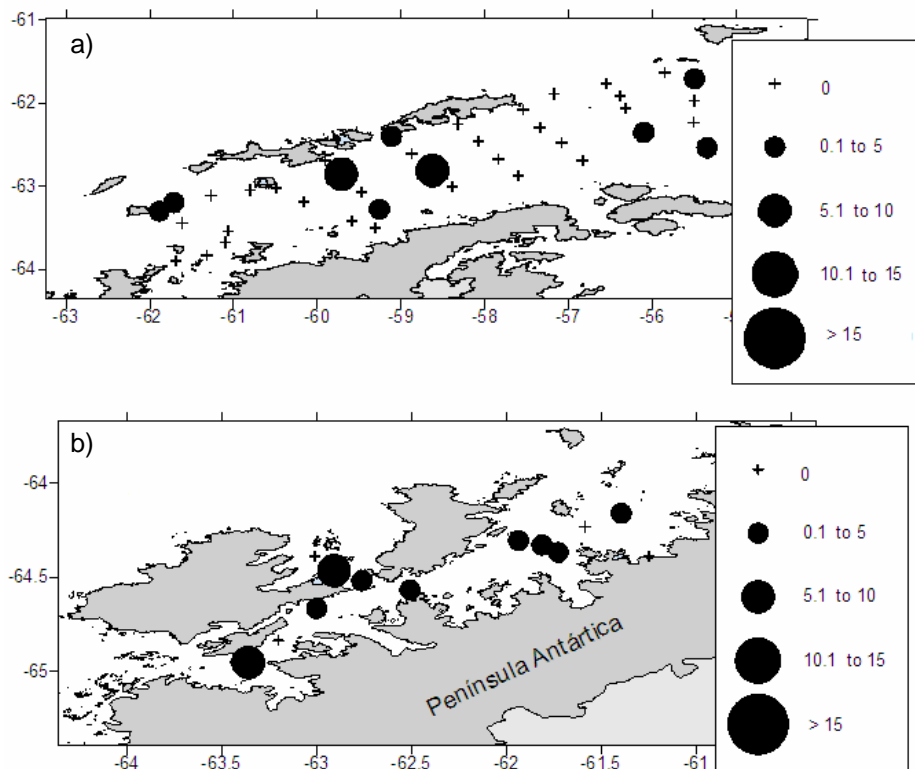 a)
-61
-62
-63
-64
-63 -62 -61 -60 -59 -58 -57 -56
0
0.1 to 5
5.1 to 10
10.1 to 15
> 15
b)
-64
-64.5
-65
-64 -63.5 -63 -62.5 -62 -61.5 -61
Península Antártica
0
0.1 to 5
5.1 to 10
10.1 to 15
> 15